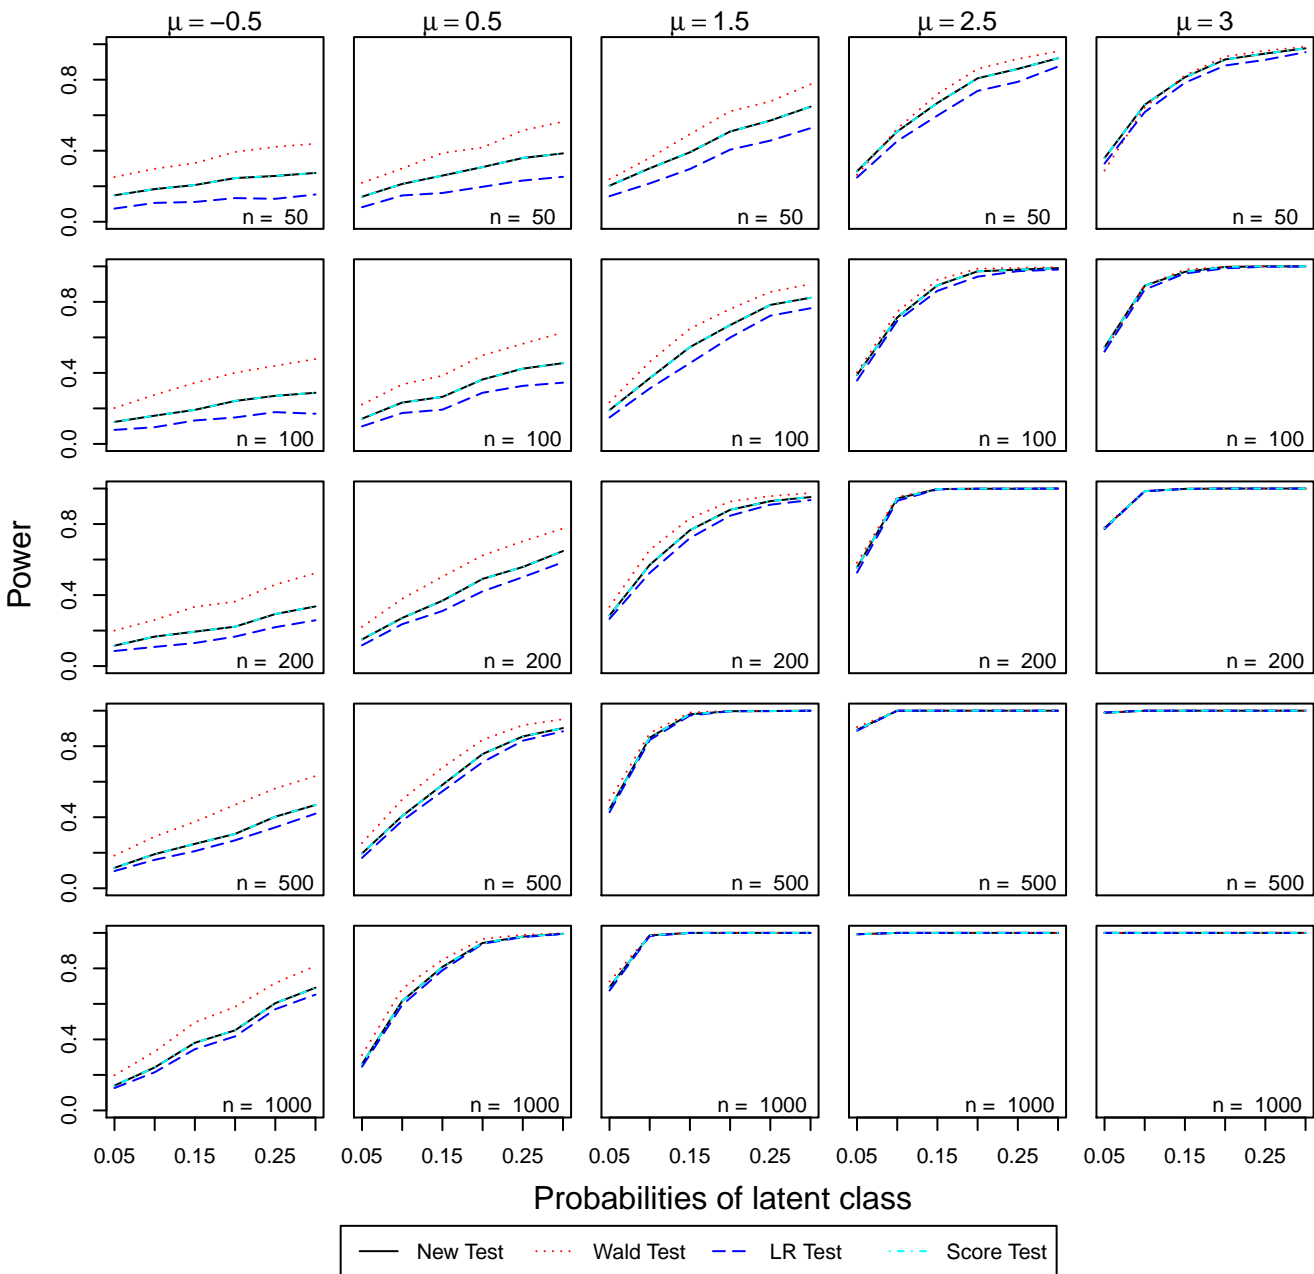 μ = −0.5 μ = 0.5 μ = 1.5 μ = 2.5 μ = 3
0.8
0.4
0.0
n = 50 n = 50 n = 50 n = 50 n = 50
0.8
0.4
0.0
n = 100 n = 100 n = 100 n = 100 n = 100
Power
0.8
0.4
0.0
n = 200 n = 200 n = 200 n = 200 n = 200
0.8
0.4
0.0
n = 500 n = 500 n = 500 n = 500 n = 500
0.8
0.4
0.0
n = 1000 n = 1000 n = 1000 n = 1000 n = 1000
0.05 0.15 0.25 0.05 0.15 0.25 0.05 0.15 0.25 0.05 0.15 0.25 0.05 0.15 0.25
Probabilities of latent class
New Test Wald Test LR Test Score Test